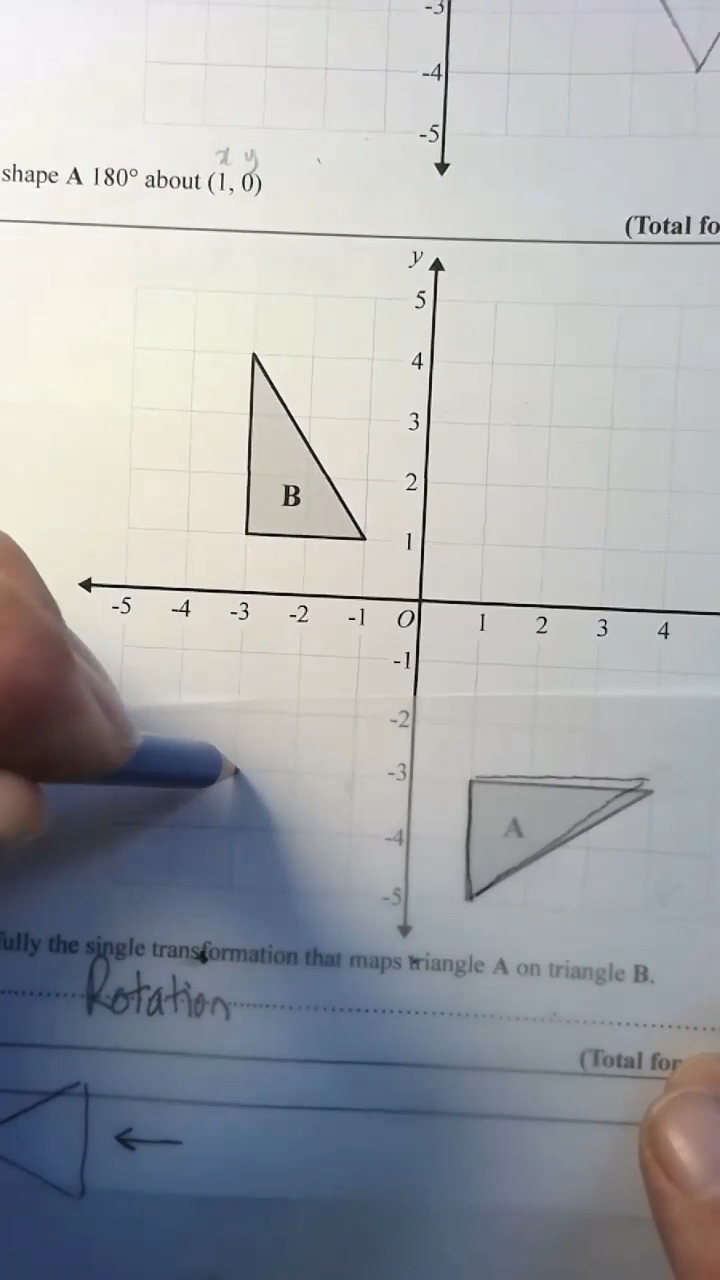 -3
-4
-5
x y
shape A 180° about (1, 0)
(Total fo
y
5
4
3
2
1
B
-5 -4 -3 -2 -1 O 1 2 3 4
-1
-2
-3
-4
-5
A
fully the single transformation that maps triangle A on triangle B.
Rotation
(Total for